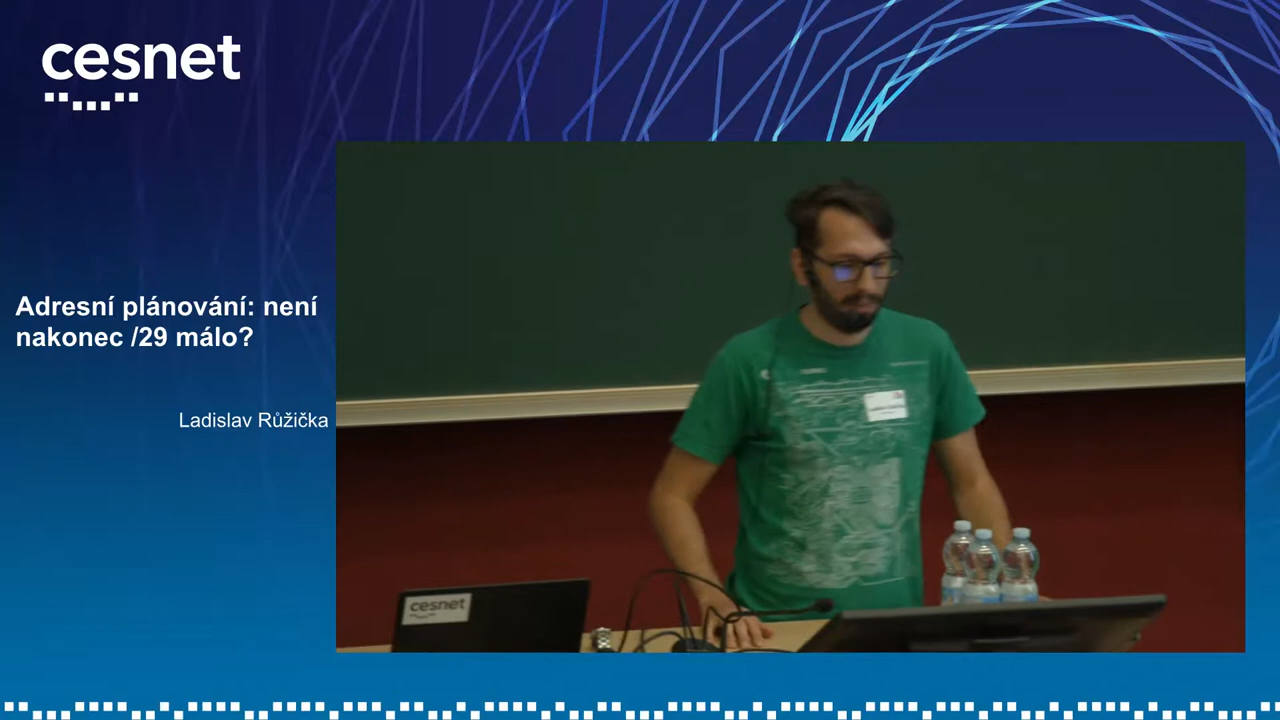 cesnet
Adresní plánování: není
nakonec /29 málo?
Ladislav Růžička
cesnet